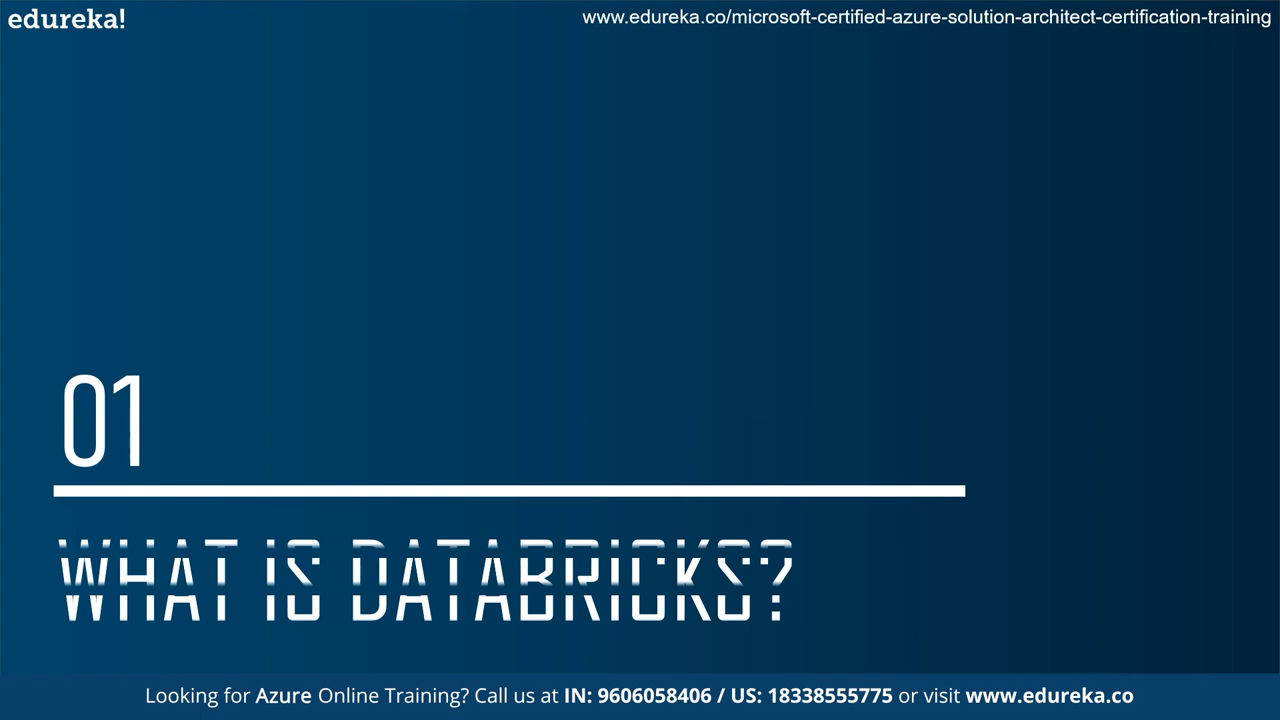 edureka!
www.edureka.co/microsoft-certified-azure-solution-architect-certification-training
01
WHAT IS DATABRICKS?
Looking for Azure Online Training? Call us at IN: 9606058406 / US: 18338555775 or visit www.edureka.co